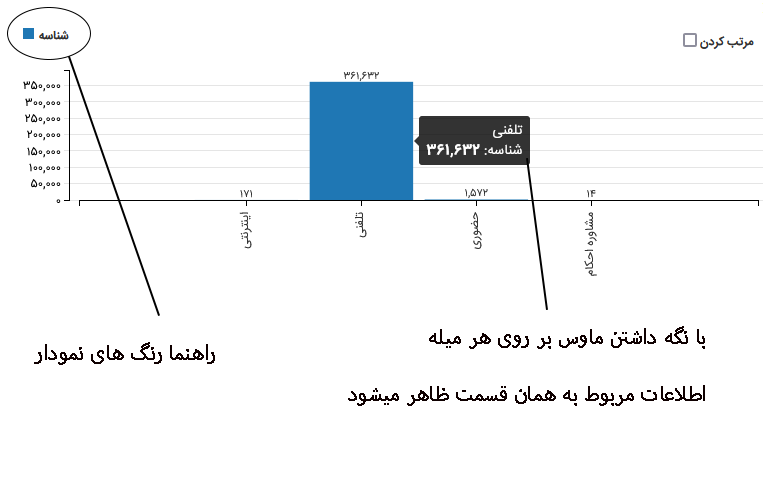 شناسه
مرتب کردن
۳۶۱,۶۳۲
۳۵۰,۰۰۰
۳۰۰,۰۰۰
۲۵۰,۰۰۰
۲۰۰,۰۰۰
۱۵۰,۰۰۰
۱۰۰,۰۰۰
۵۰,۰۰۰
۰
تلفنی
شناسه: ۳۶۱,۶۳۲
۱۷۱
۱,۵۷۲
۱۴
اینترنتی
تلفنی
حضوری
مشاوره احکام
با نگه داشتن ماوس بر روی هر میله
راهنما رنگ های نمودار
اطلاعات مربوط به همان قسمت ظاهر میشود